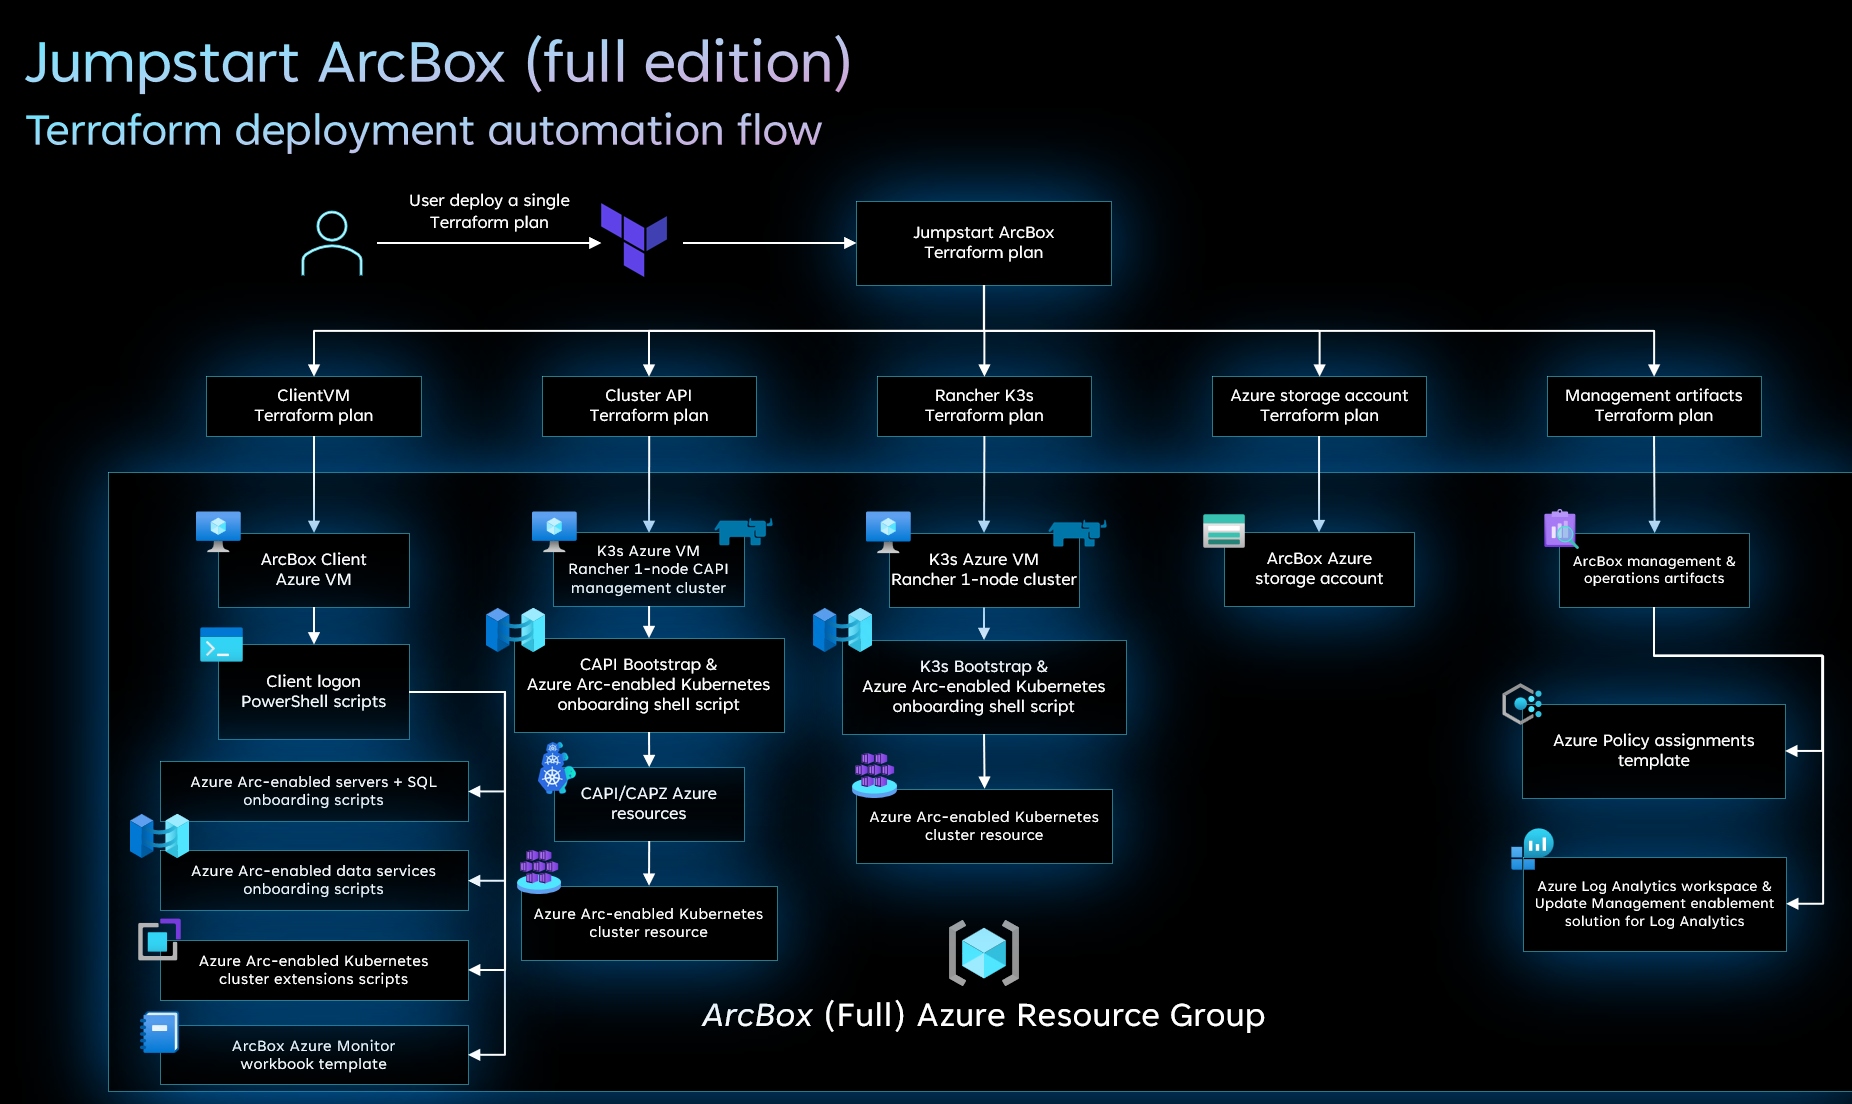 Jumpstart ArcBox (full edition)
Terraform deployment automation flow
User deploy a single
Terraform plan
Jumpstart ArcBox
Terraform plan
ClientVM
Terraform plan
Cluster API
Terraform plan
Rancher K3s
Terraform plan
Azure storage account
Terraform plan
Management artifacts
Terraform plan
ArcBox Client
Azure VM
K3s Azure VM
Rancher 1-node CAPI
management cluster
K3s Azure VM
Rancher 1-node cluster
ArcBox Azure
storage account
ArcBox management &
operations artifacts
Client logon
PowerShell scripts
CAPI Bootstrap &
Azure Arc-enabled Kubernetes
onboarding shell script
K3s Bootstrap &
Azure Arc-enabled Kubernetes
onboarding shell script
Azure Policy assignments
template
Azure Arc-enabled servers + SQL
onboarding scripts
CAPI/CAPZ Azure
resources
Azure Arc-enabled Kubernetes
cluster resource
Azure Arc-enabled data services
onboarding scripts
Azure Arc-enabled Kubernetes
cluster resource
Azure Log Analytics workspace &
Update Management enablement
solution for Log Analytics
Azure Arc-enabled Kubernetes
cluster extensions scripts
ArcBox Azure Monitor
workbook template
ArcBox (Full) Azure Resource Group